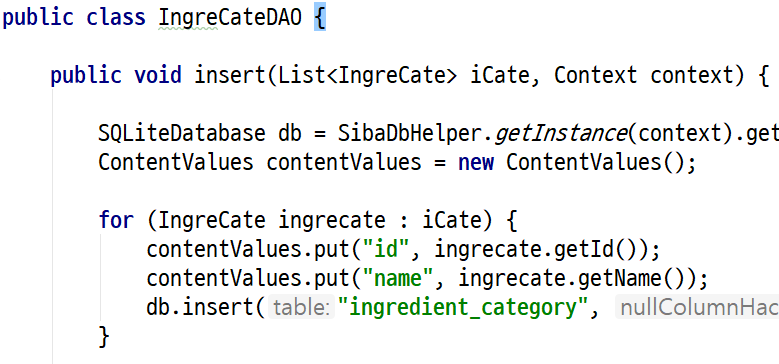 public class IngreCateDAO {
public void insert(List<IngreCate> iCate, Context context) {
SQLiteDatabase db = SibaDbHelper.getInstance(context).get
ContentValues contentValues = new ContentValues();
for (IngreCate ingrecate : iCate) {
contentValues.put("id", ingrecate.getId());
contentValues.put("name", ingrecate.getName());
db.insert( table: "ingredient_category", nullColumnHac
}